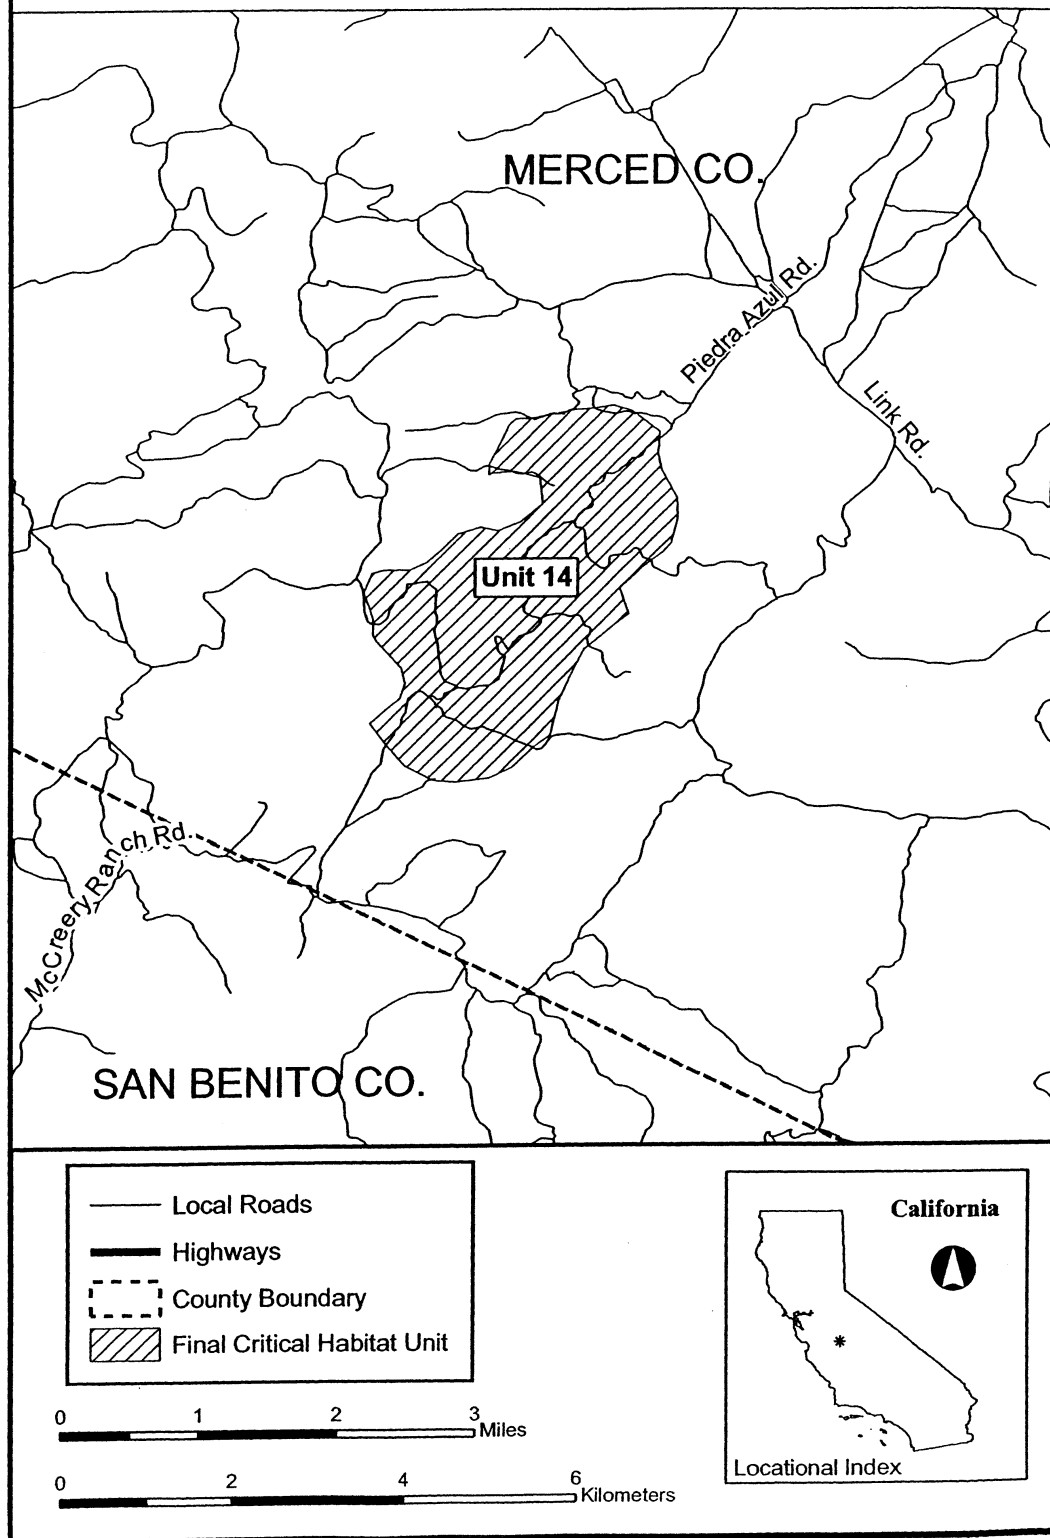 MERCED CO.
Piedra Azul Rd.
Link Rd.
Unit 14
McCreery Ranch Rd.
SAN BENITO CO.
Local Roads
Highways
County Boundary
Final Critical Habitat Unit
0 1 2 3
Miles
0 2 4 6
Kilometers
California
Locational Index